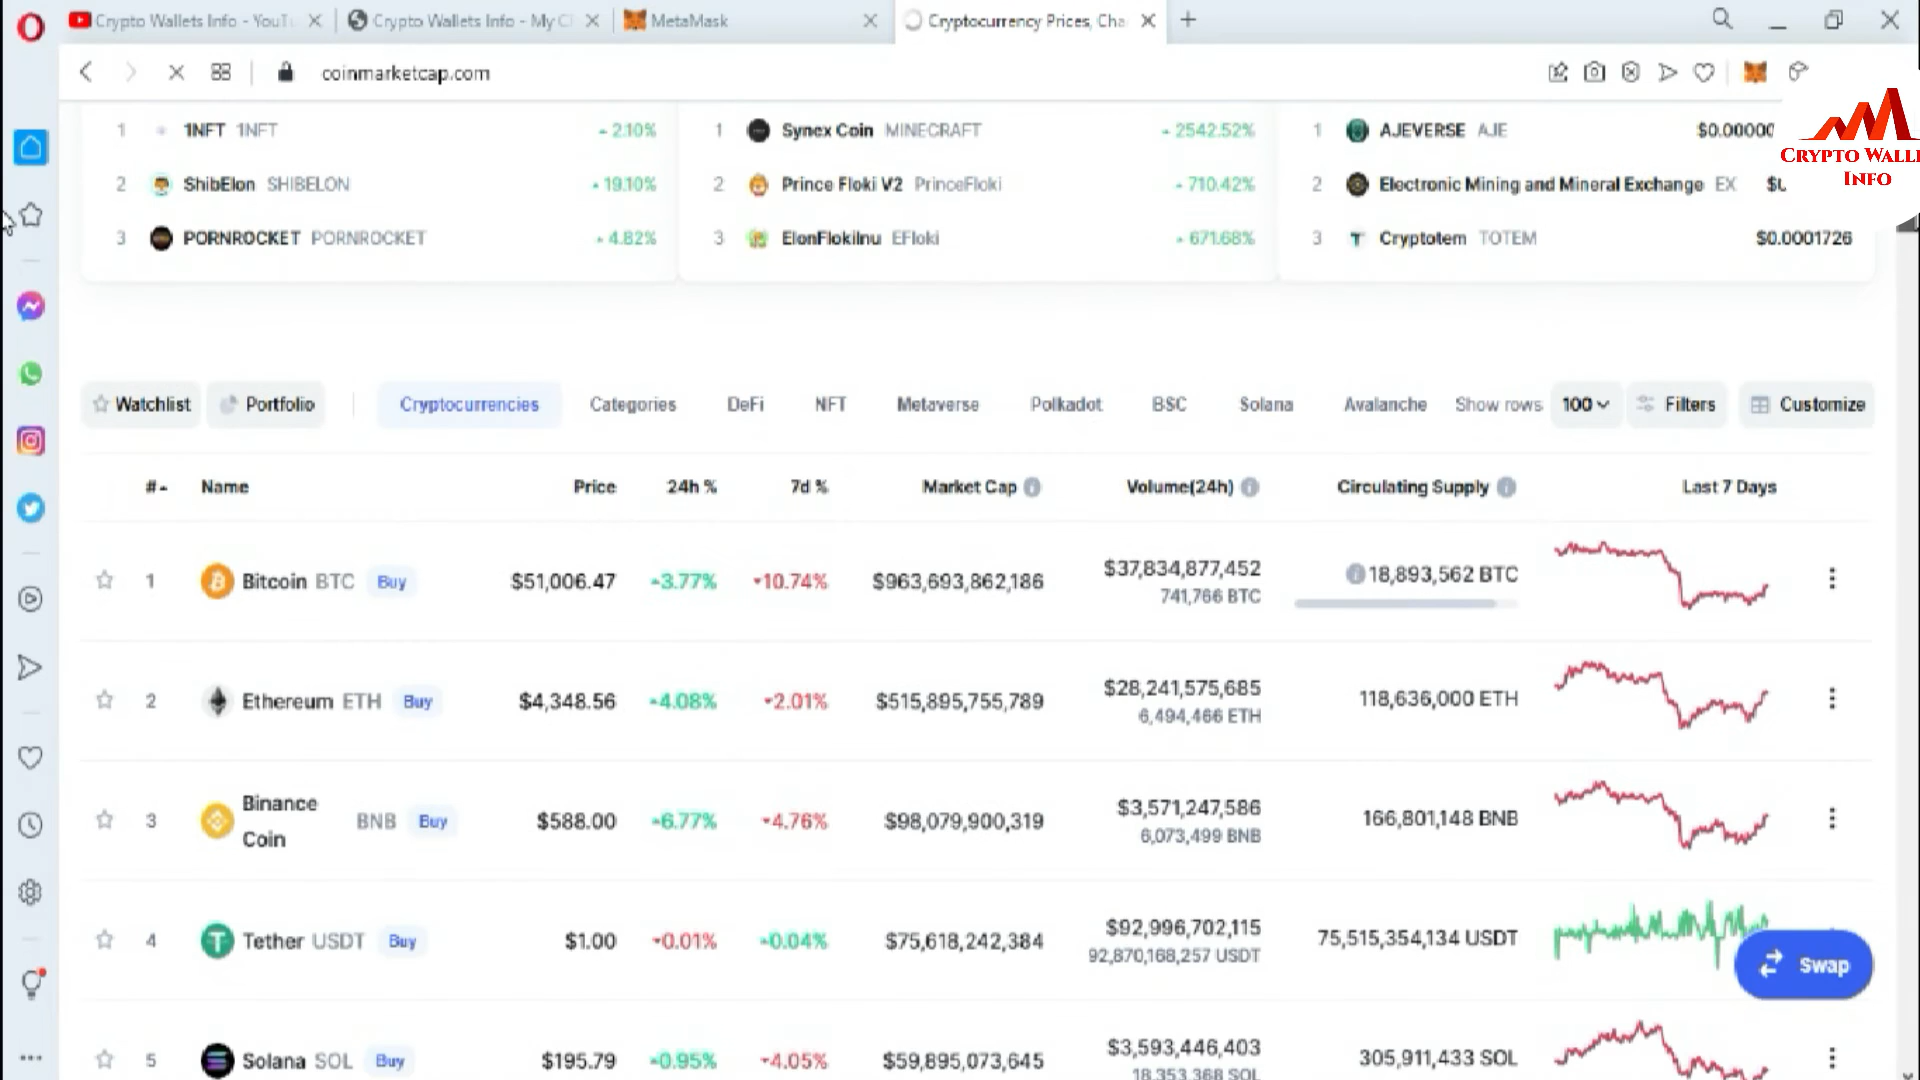 Crypto Wallets Info - YouTu
Crypto Wallets Info - My C
MetaMask
Cryptocurrency Prices, Cha
coinmarketcap.com
CRYPTO WALLE
INFO
1 1NFT 1NFT 2.10%
2 ShibElon SHIBELON 19.10%
3 PORNROCKET PORNROCKET 4.82%
1 Synex Coin MINECRAFT 2542.52%
2 Prince Floki V2 PrinceFloki 710.42%
3 ElonFlokiInu EFloki 671.68%
1 AJEVERSE AJE $0.00000
2 Electronic Mining and Mineral Exchange EX
3 Cryptotem TOTEM $0.0001726
Watchlist Portfolio Cryptocurrencies Categories DeFi NFT Metaverse Polkadot BSC Solana Avalanche Show rows 100 Filters Customize
# Name Price 24h % 7d % Market Cap Volume(24h) Circulating Supply Last 7 Days
1 Bitcoin BTC Buy $51,006.47 3.77% 10.74% $963,693,862,186 $37,834,877,452 18,893,562 BTC
741,766 BTC
2 Ethereum ETH Buy $4,348.56 4.08% 2.01% $515,895,755,789 $28,241,575,685 118,636,000 ETH
6,494,466 ETH
3 Binance Coin BNB Buy $588.00 6.77% 4.76% $98,079,900,319 $3,571,247,586 166,801,148 BNB
6,073,499 BNB
4 Tether USDT Buy $1.00 0.01% 0.04% $75,618,242,384 $92,996,702,115 75,515,354,134 USDT
92,870,168,257 USDT
Swap
5 Solana SOL Buy $195.79 0.95% 4.05% $59,895,073,645 $3,593,446,403 305,911,433 SOL
18,353,368 SOL